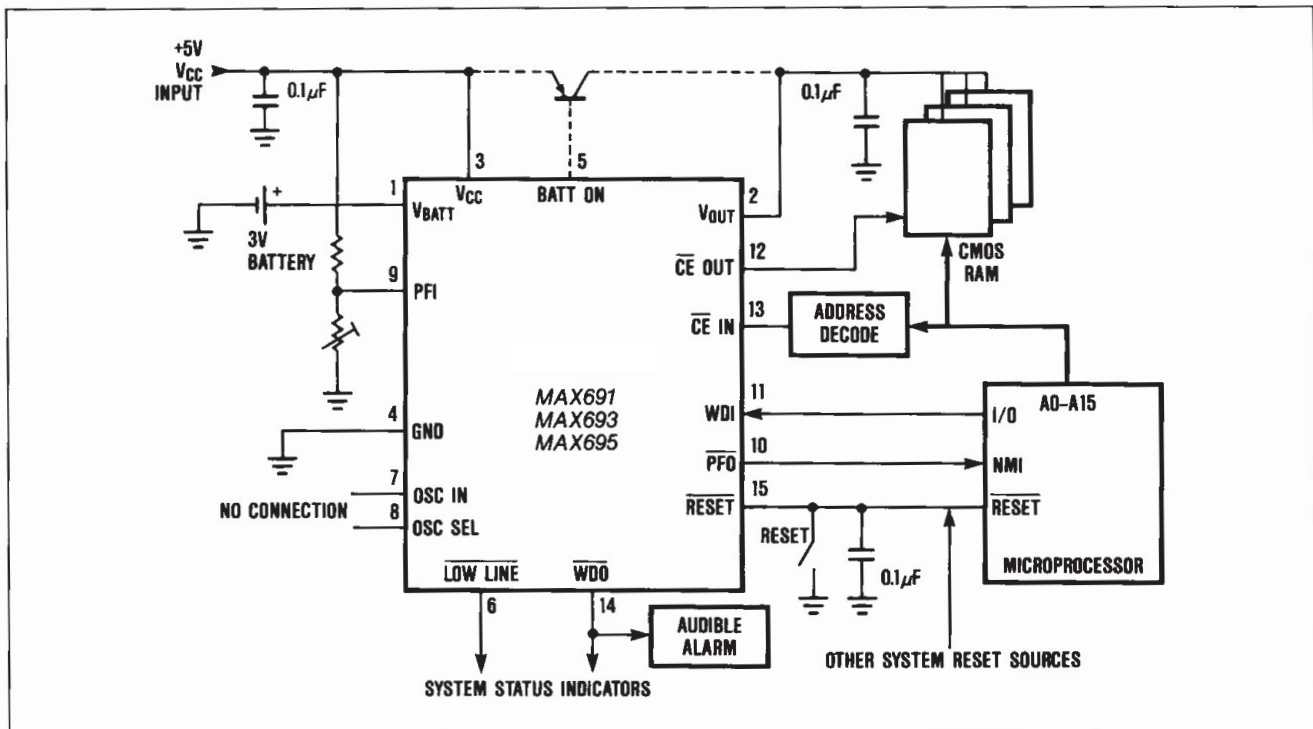 +5V
VCC
INPUT
0.1μF
0.1μF
3
5
1
VCC
BATT ON
2
VBATT
VOUT
3V
BATTERY
+
CMOS
RAM
12
CE OUT
9
PFI
13
CE IN
ADDRESS
DECODE
MAX691
MAX693
MAX695
11
WDI
A0-A15
I/O
4
GND
10
PFO
NMI
7
OSC IN
15
RESET
RESET
NO CONNECTION
8
OSC SEL
RESET
0.1μF
MICROPROCESSOR
LOW LINE
WDO
6
14
AUDIBLE
ALARM
OTHER SYSTEM RESET SOURCES
SYSTEM STATUS INDICATORS